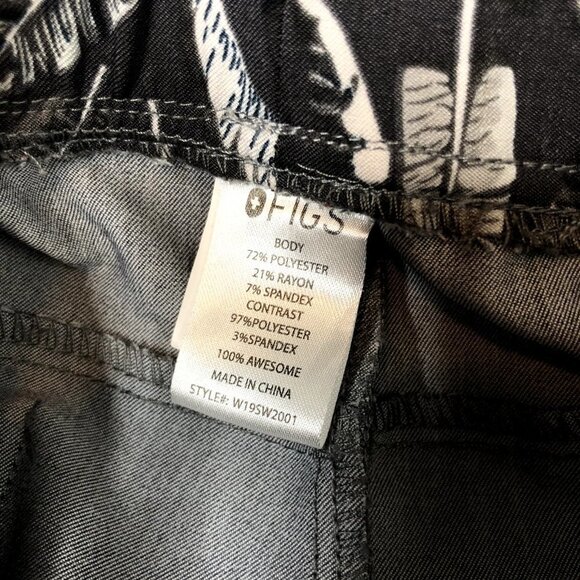 FIGS
BODY
72% POLYESTER
21% RAYON
7% SPANDEX
CONTRAST
97%POLYESTER
3%SPANDEX
100% AWESOME
MADE IN CHINA
STYLE#: W19SW2001